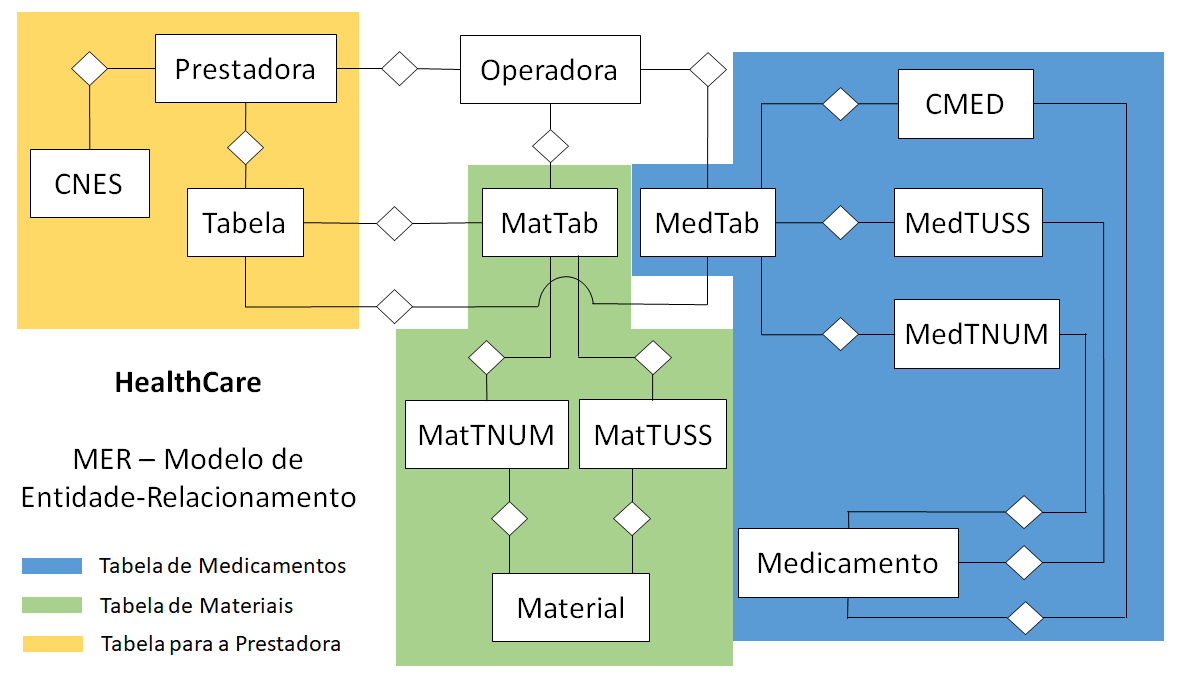 Prestadora
Operadora
CMED
CNES
Tabela
MatTab
MedTab
MedTUSS
MedTNUM
HealthCare
MatTNUM
MatTUSS
MER – Modelo de
Entidade-Relacionamento
Medicamento
Material
Tabela de Medicamentos
Tabela de Materiais
Tabela para a Prestadora